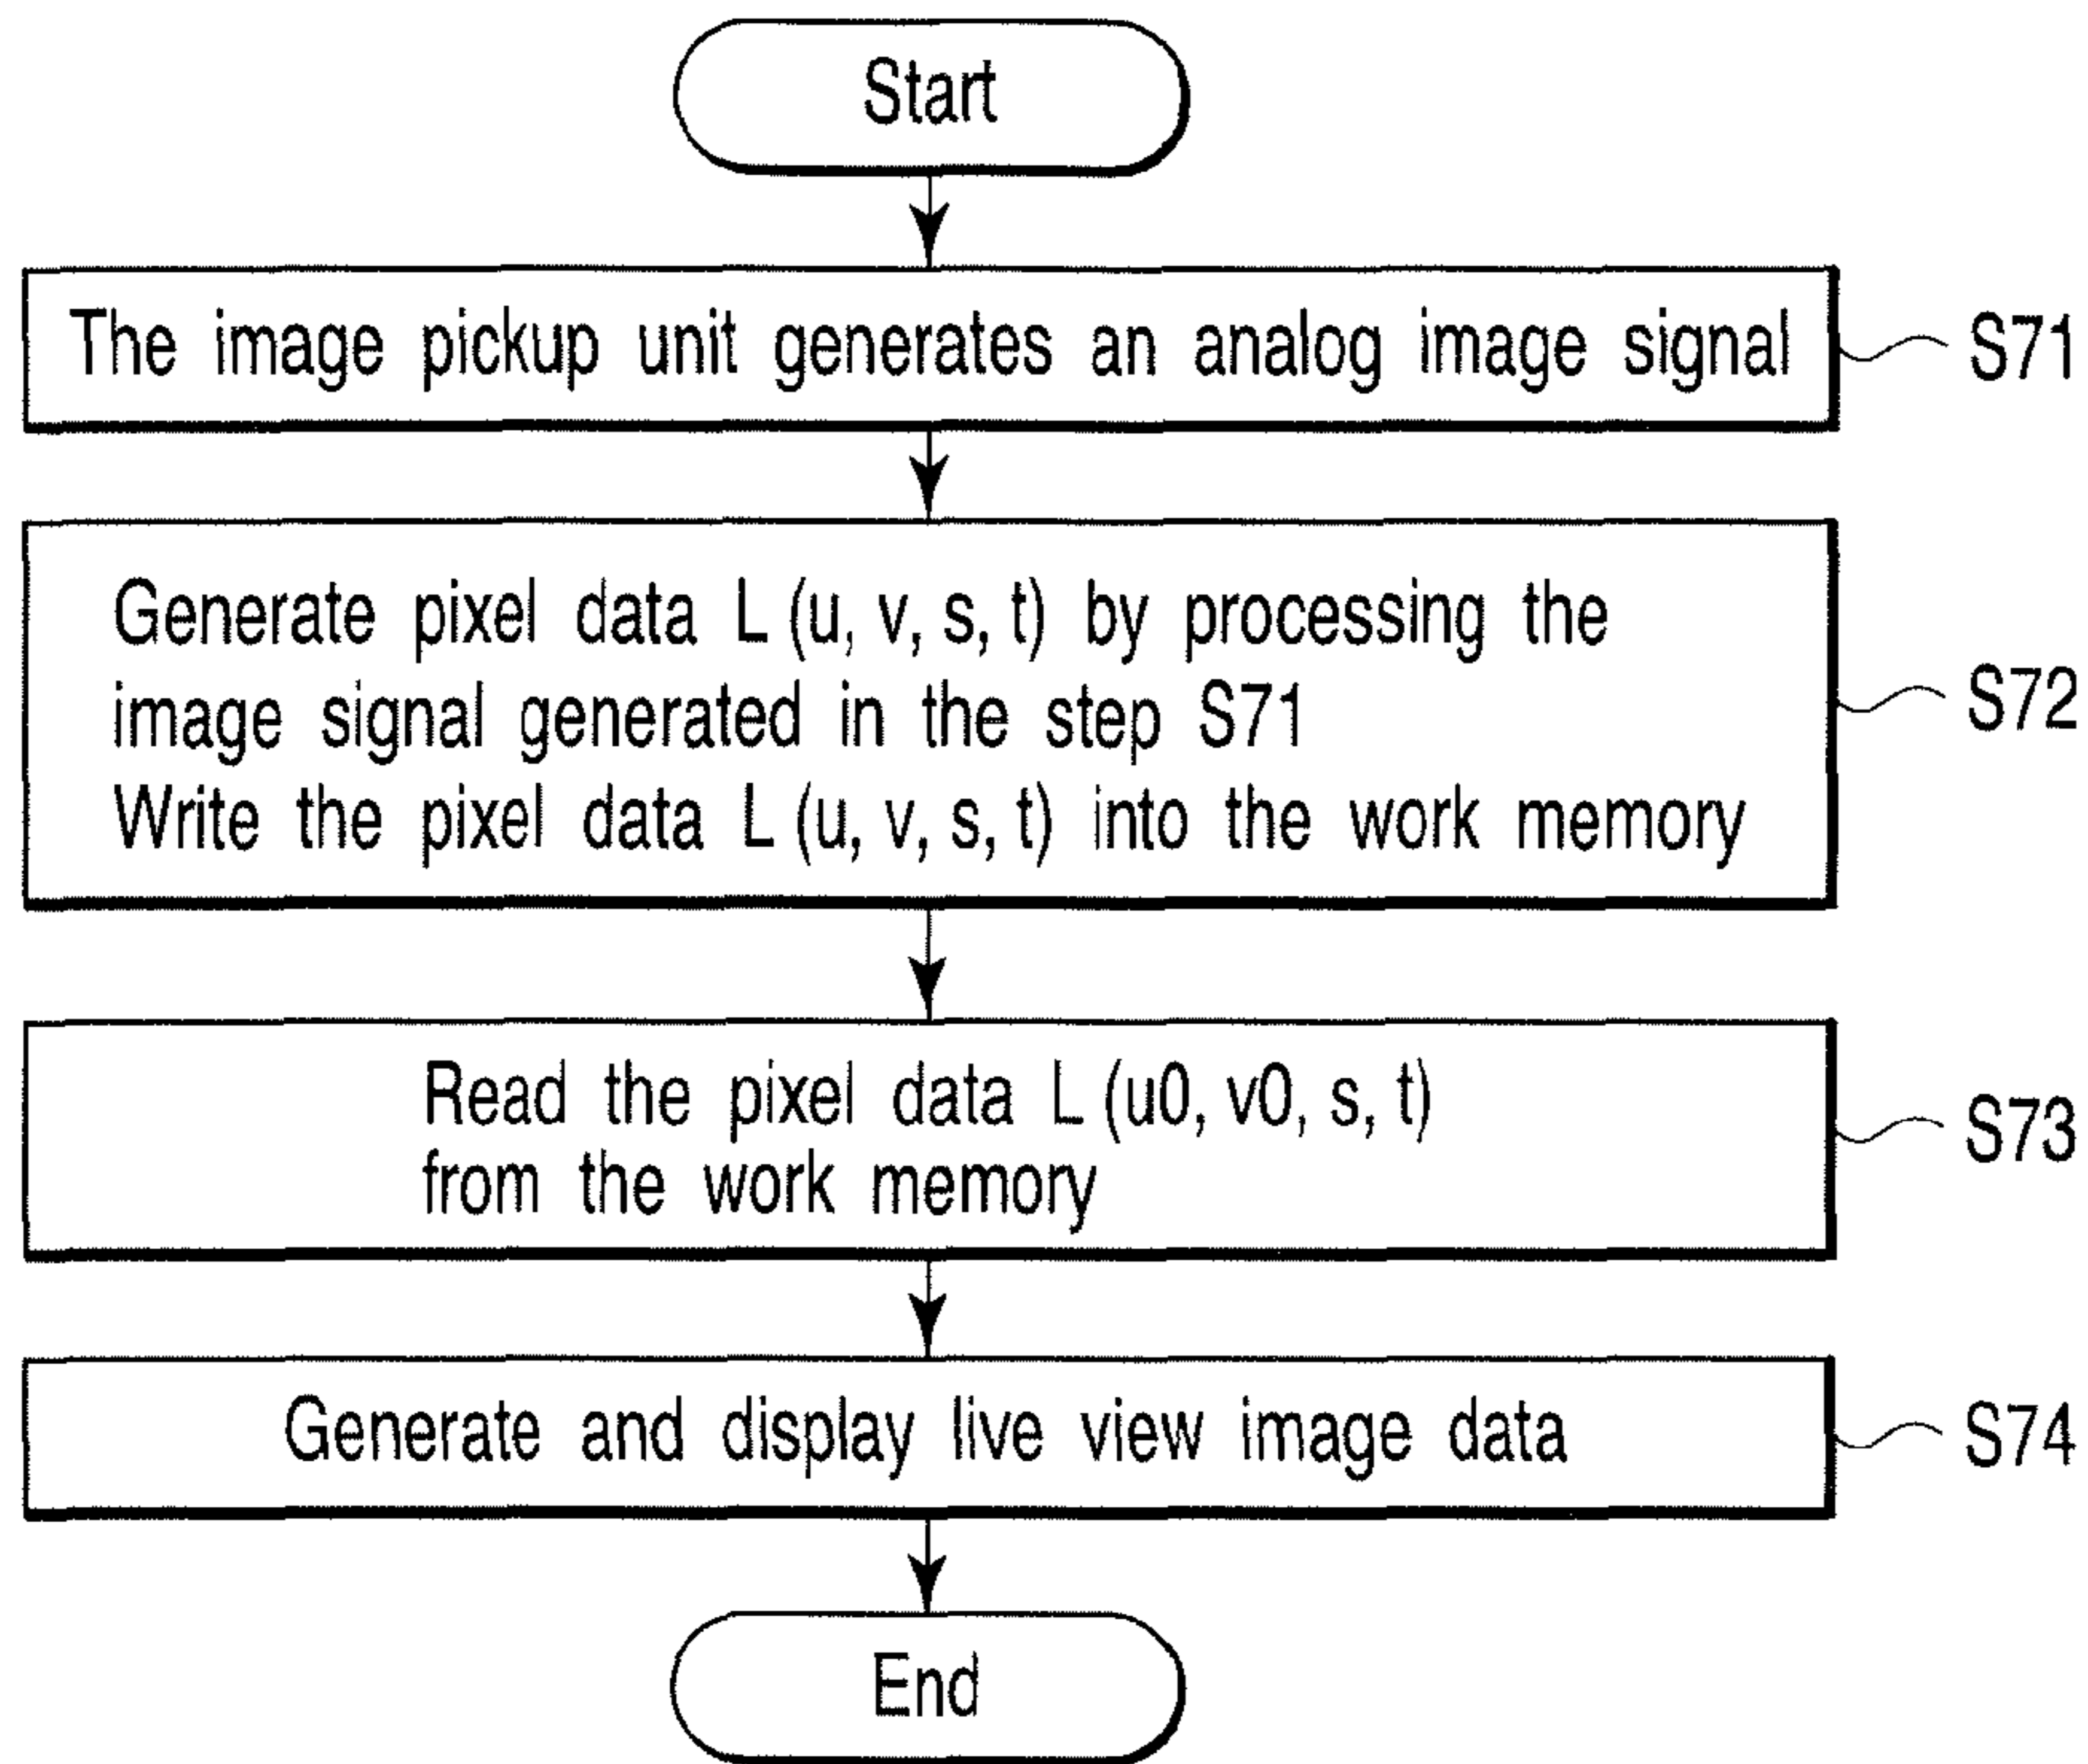 Start
The image pickup unit generates an analog image signal
S71
Generate pixel data L (u, v, s, t) by processing the
image signal generated in the step S71
Write the pixel data L (u, v, s, t) into the work memory
S72
Read the pixel data L (u0, v0, s, t)
from the work memory
S73
Generate and display live view image data
S74
End